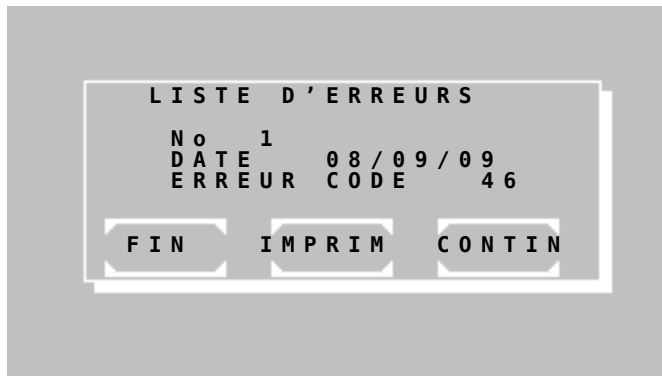 LISTE D’ERREURS
No 1
DATE 08/09/09
ERREUR CODE 46
FIN IMPRIM CONTIN